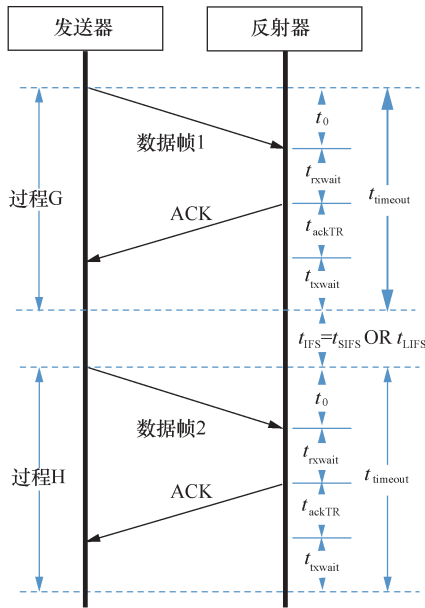 发送器
反射器
t0
数据帧1
trxwait
过程G
ttimeout
ACK
tackTR
ttxwait
tIFS=tSIFS OR tLIFS
t0
数据帧2
trxwait
过程H
ttimeout
ACK
tackTR
ttxwait